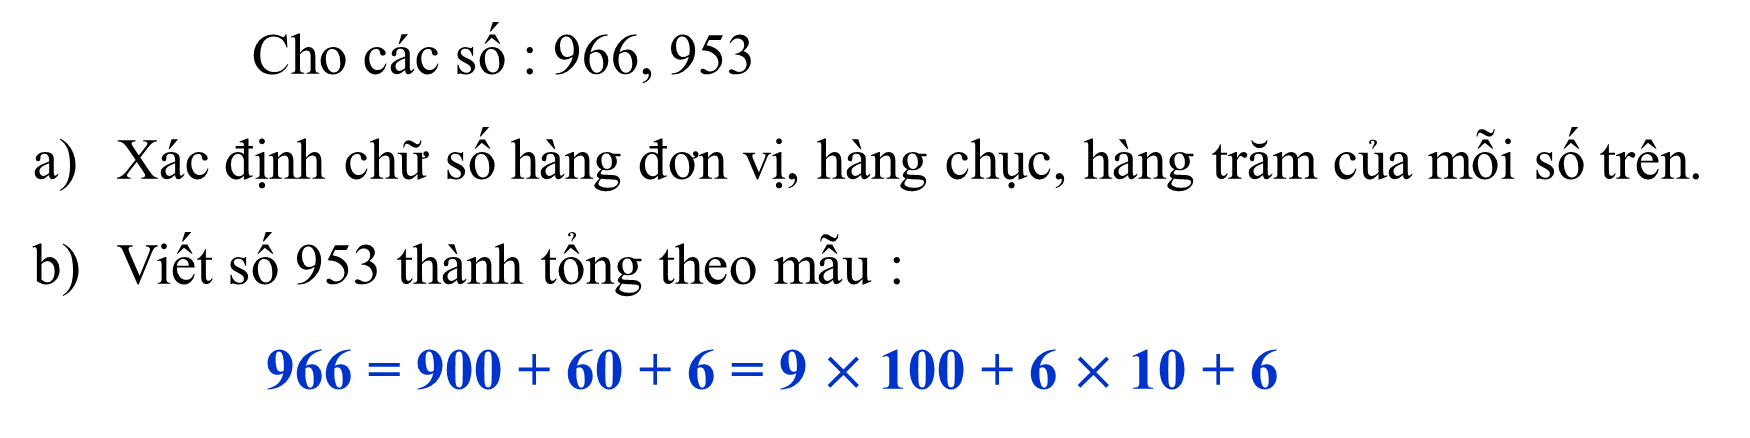 Cho các số : 966, 953
a) Xác định chữ số hàng đơn vị, hàng chục, hàng trăm của mỗi số trên.
b) Viết số 953 thành tổng theo mẫu :
966 = 900 + 60 + 6 = 9 × 100 + 6 × 10 + 6